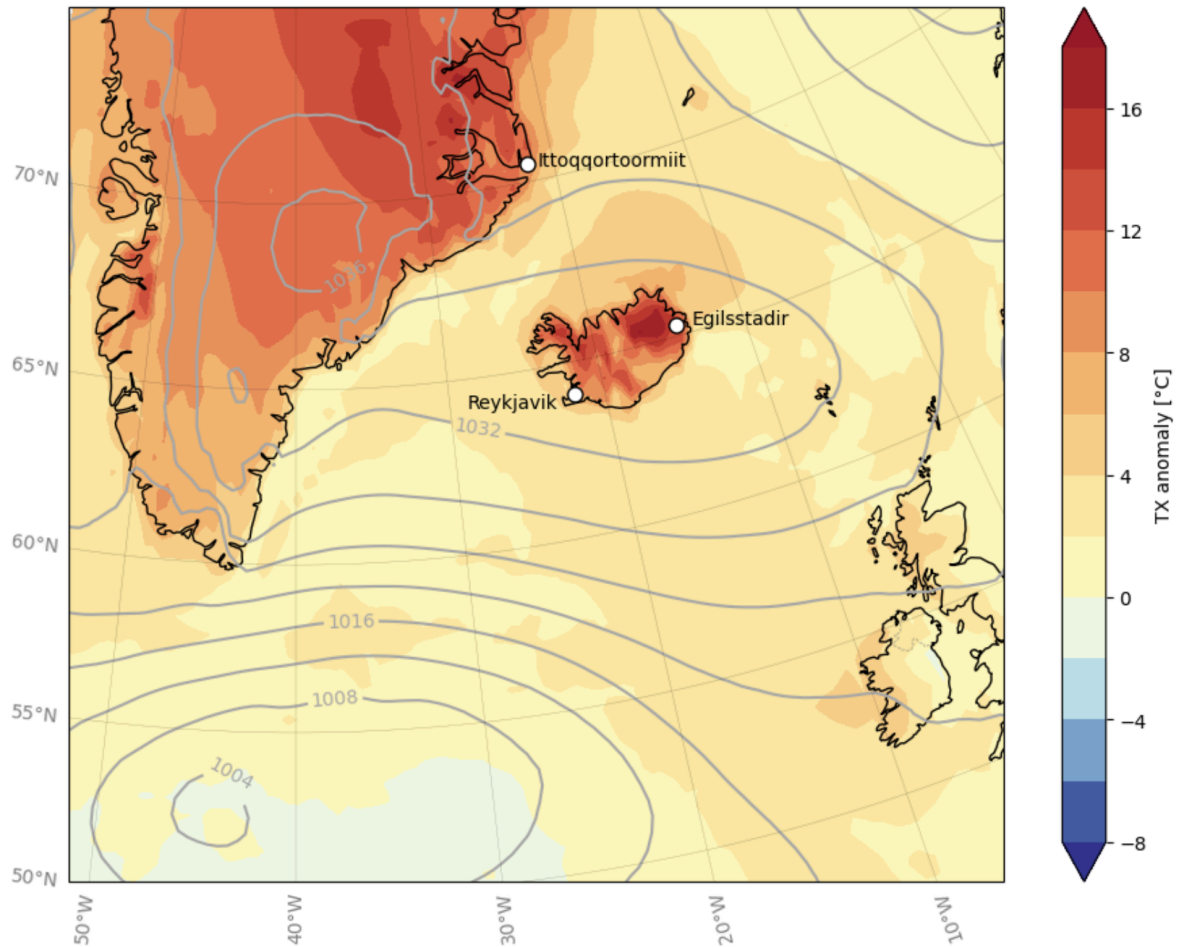 Ittoqqortoormiit
Egilsstadir
Reykjavik
1036
1032
1016
1008
1004
70°N
65°N
60°N
55°N
50°N
50°W
40°W
30°W
20°W
10°W
16
12
8
4
0
−4
−8
TX anomaly [°C]